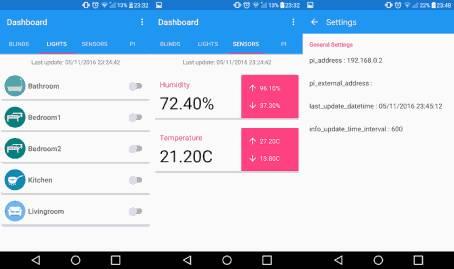 13% 23:32
Dashboard
BLINDS LIGHTS SENSORS PI
Last update: 05/11/2016 23:24:42
Bathroom
Bedroom1
Bedroom2
Kitchen
Livingroom
13% 23:32
Dashboard
BLINDS LIGHTS SENSORS PI
Last update: 05/11/2016 23:24:42
Humidity
72.40%
96.10%
37.30%
Temperature
21.20C
27.20C
13.80C
22% 23:48
Settings
General Settings
pi_address : 192.168.0.2
pi_external_address :
last_update_datetime : 05/11/2016 23:45:12
info_update_time_interval : 600